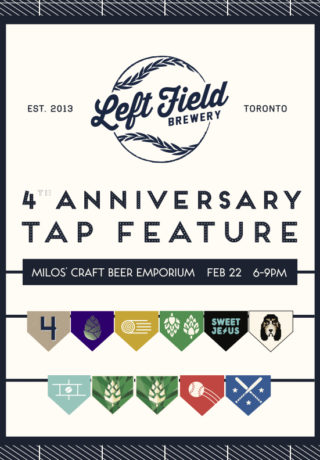 EST. 2013
Left Field
BREWERY
TORONTO
4TH ANNIVERSARY
TAP FEATURE
MILOS' CRAFT BEER EMPORIUM FEB 22 6-9PM
4
SWEET
JESUS